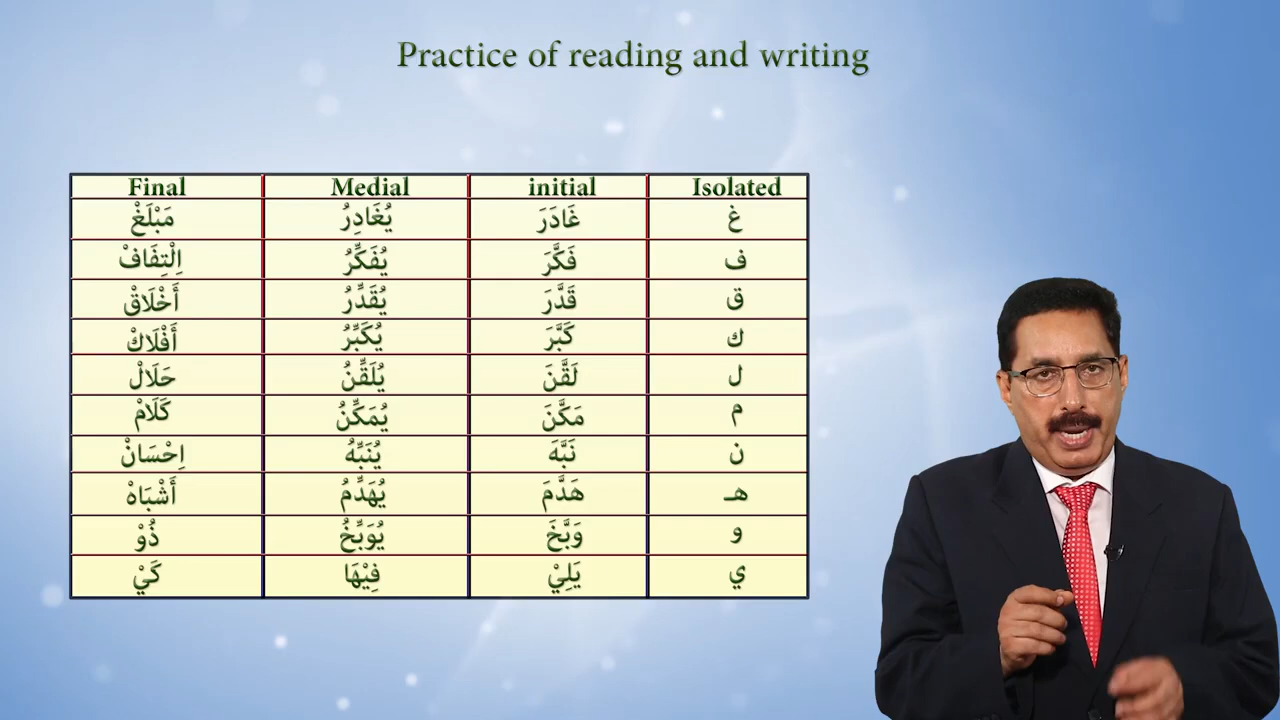 Practice of reading and writing
Final Medial initial Isolated
غ غَادَرَ يُغَادِرُ مَبْلَغْ
ف فَكَّرَ يُفَكِّرُ اِلْتِفَافْ
ق قَدَّرَ يُقَدِّرُ أَخْلَاقْ
ك كَبَّرَ يُكَبِّرُ أَفْلَاكْ
ل لَقَّنَ يُلَقِّنُ حَلَالْ
م مَكَّنَ يُمَكِّنُ كَلَامْ
ن نَبَّهَ يُنَبِّهُ اِحْسَانْ
هـ هَدَّمَ يُهَدِّمُ أَشْبَاهْ
و وَبَّخَ يُوَبِّخُ ذُوْ
ي يَلِيْ فِيْهَا كَيْ